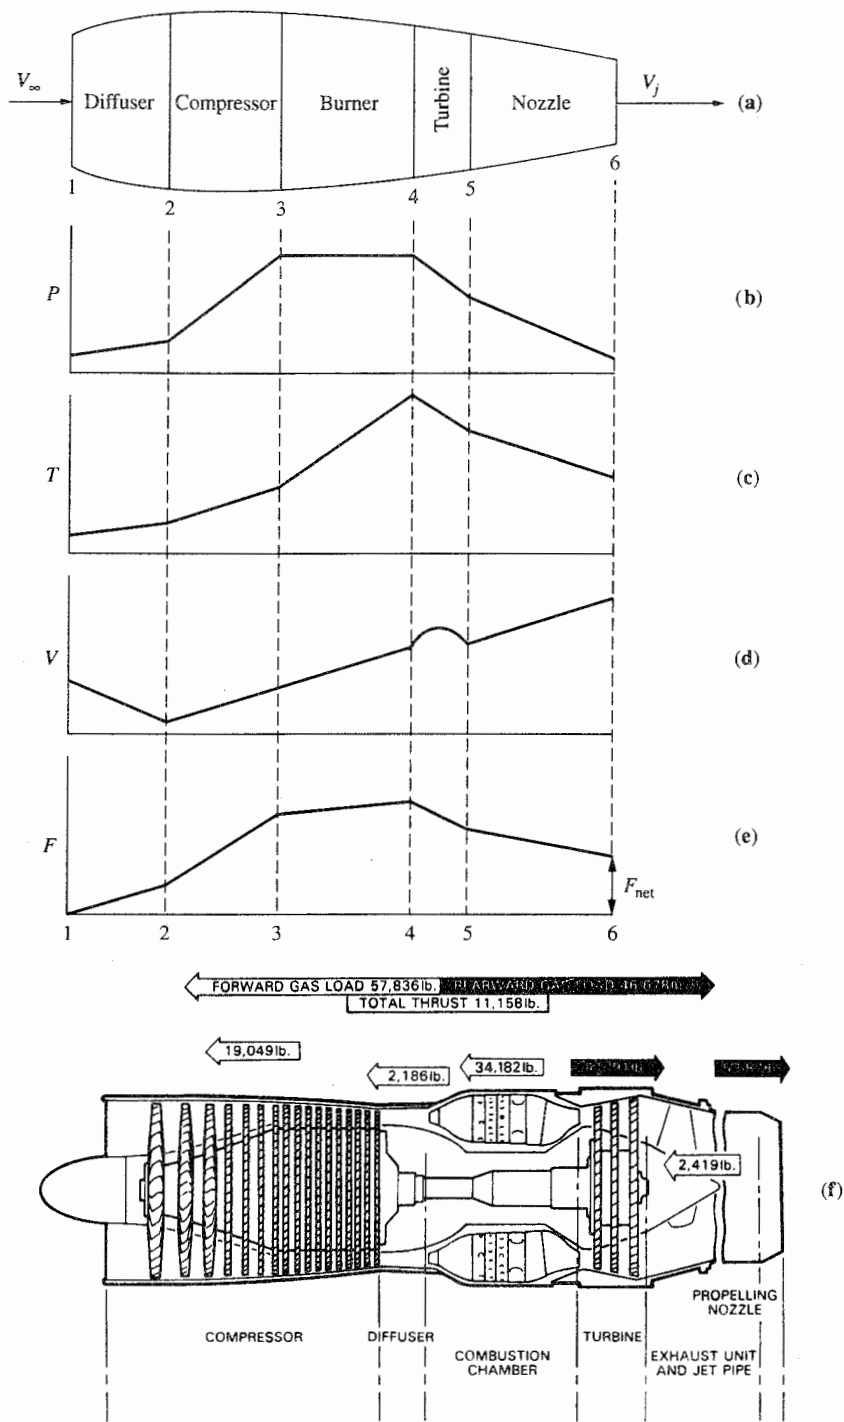 V∞
Diffuser
Compressor
Burner
Turbine
Nozzle
Vj
(a)
1
2
3
4
5
6
P
(b)
T
(c)
V
(d)
F
(e)
Fnet
1
2
3
4
5
6
FORWARD GAS LOAD 57,836lb.
TOTAL THRUST 11,158lb.
19,049lb.
2,186lb.
34,182lb.
2,419lb.
(f)
PROPELLING
NOZZLE
COMPRESSOR
DIFFUSER
COMBUSTION
CHAMBER
TURBINE
EXHAUST UNIT
AND JET PIPE